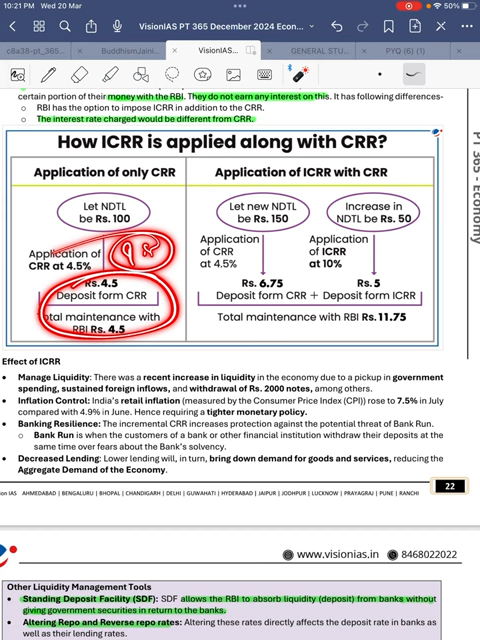 10:21 PM Wed 20 Mar
50%
VisionIAS PT 365 December 2024 Econ...
c8a38-pt_365...
BuddhismJaini...
VisionIAS...
GENERAL STU...
PYQ (6) (1)
certain portion of their money with the RBI. They do not earn any interest on this. It has following differences-
o RBI has the option to impose ICRR in addition to the CRR.
o The interest rate charged would be different from CRR.
How ICRR is applied along with CRR?
Application of only CRR
Application of ICRR with CRR
Let NDTL be Rs. 100
Let new NDTL be Rs. 150
Increase in NDTL be Rs. 50
Application of CRR at 4.5%
Application of CRR at 4.5%
Application of ICRR at 10%
Rs.4.5
Rs. 6.75
Rs. 5
Deposit form CRR
Deposit form CRR + Deposit form ICRR
Total maintenance with RBI Rs. 4.5
Total maintenance with RBI Rs.11.75
PT 365 - Economy
Effect of ICRR
• Manage Liquidity: There was a recent increase in liquidity in the economy due to a pickup in government
spending, sustained foreign inflows, and withdrawal of Rs. 2000 notes, among others.
• Inflation Control: India's retail inflation (measured by the Consumer Price Index (CPI)) rose to 7.5% in July
compared with 4.9% in June. Hence requiring a tighter monetary policy.
• Banking Resilience: The incremental CRR increases protection against the potential threat of Bank Run.
o Bank Run is when the customers of a bank or other financial institution withdraw their deposits at the
same time over fears about the Bank's solvency.
• Decreased Lending: Lower lending will, in turn, bring down demand for goods and services, reducing the
Aggregate Demand of the Economy.
on IAS AHMEDABAD | BENGALURU | BHOPAL | CHANDIGARH | DELHI | GUWAHATI | HYDERABAD | JAIPUR | JODHPUR | LUCKNOW | PRAYAGRAJ | PUNE | RANCHI
22
www.visionias.in
8468022022
Other Liquidity Management Tools
• Standing Deposit Facility (SDF): SDF allows the RBI to absorb liquidity (deposit) from banks without
giving government securities in return to the banks.
• Altering Repo and Reverse repo rates: Altering these rates directly affects the deposit rate in banks as
well as their lending rates.